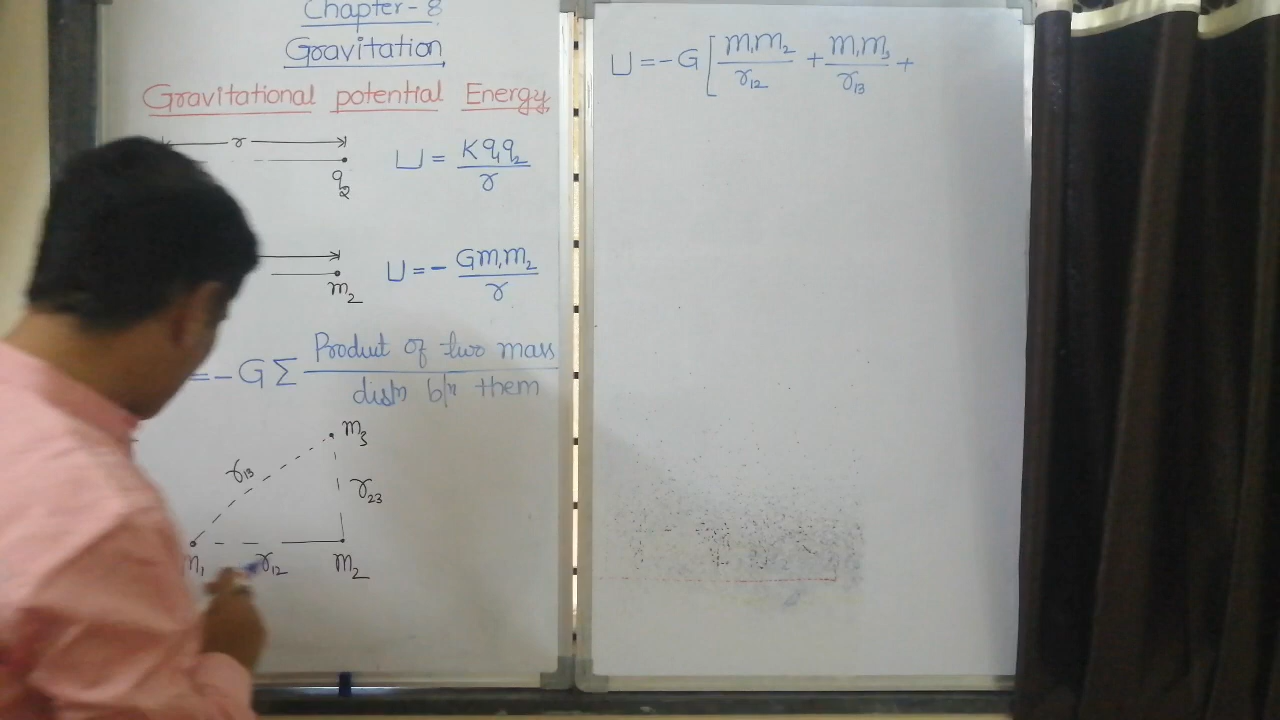 Chapter - 8
Gravitation
Gravitational potential Energy
r
q2
U = Kq1q2/r
m2
U = - Gm1m2/r
= - G Σ Product of two mass / distn b/n them
m3
r13
r23
m1 r12 m2
U = - G [ m1m2/r12 + m1m3/r13 +